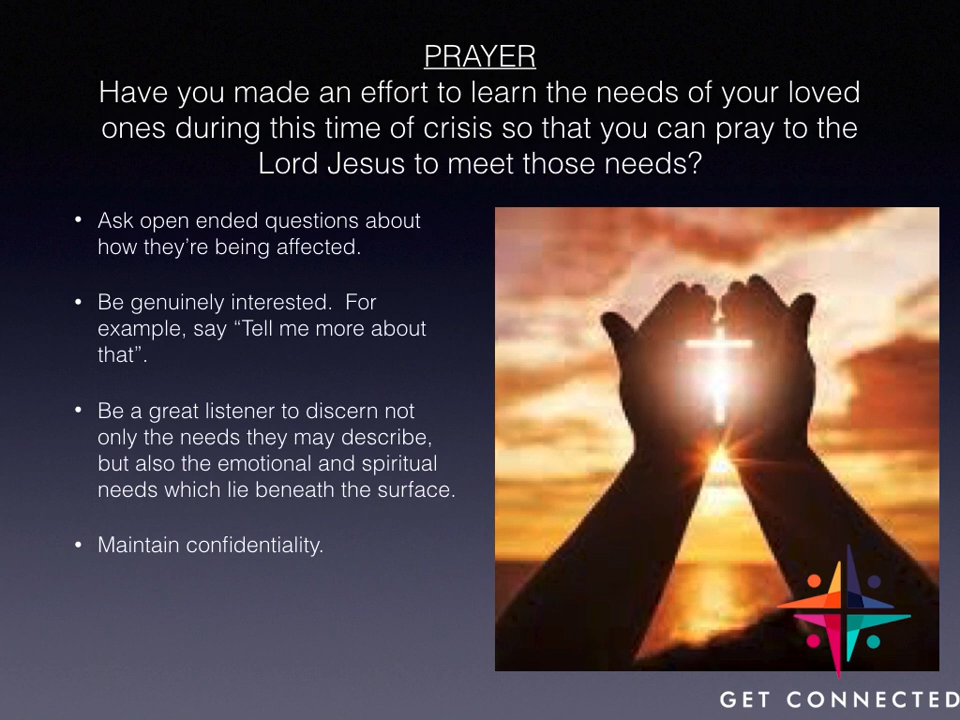 PRAYER
Have you made an effort to learn the needs of your loved
ones during this time of crisis so that you can pray to the
Lord Jesus to meet those needs?
• Ask open ended questions about
how they’re being affected.
• Be genuinely interested.  For
example, say “Tell me more about
that”.
• Be a great listener to discern not
only the needs they may describe,
but also the emotional and spiritual
needs which lie beneath the surface.
• Maintain confidentiality.
GET CONNECTED